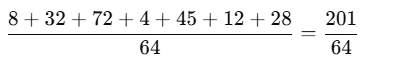 8 + 32 + 72 + 4 + 45 + 12 + 28
64
= 201
64